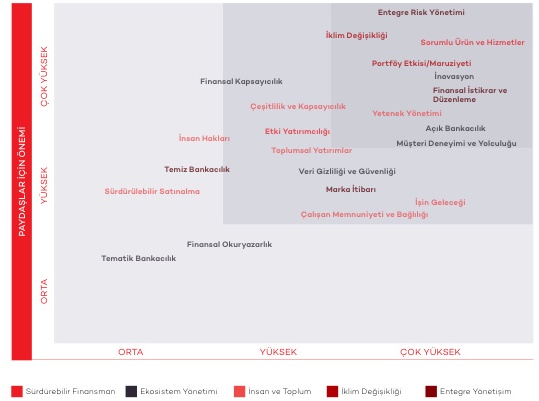 PAYDAŞLAR İÇİN ÖNEMİ
ÇOK YÜKSEK
YÜKSEK
ORTA
Entegre Risk Yönetimi
İklim Değişikliği
Sorumlu Ürün ve Hizmetler
Portföy Etkisi/Maruziyeti
İnovasyon
Finansal Kapsayıcılık
Finansal İstikrar ve
Düzenleme
Çeşitlilik ve Kapsayıcılık
Yetenek Yönetimi
Açık Bankacılık
Etki Yatırımcılığı
İnsan Hakları
Müşteri Deneyimi ve Yolculuğu
Toplumsal Yatırımlar
Temiz Bankacılık
Veri Gizliliği ve Güvenliği
Sürdürülebilir Satınalma
Marka İtibarı
İşin Geleceği
Çalışan Memnuniyeti ve Bağlılığı
Finansal Okuryazarlık
Tematik Bankacılık
ORTA
YÜKSEK
ÇOK YÜKSEK
Sürdürebilir Finansman
Ekosistem Yönetimi
İnsan ve Toplum
İklim Değişikliği
Entegre Yönetişim